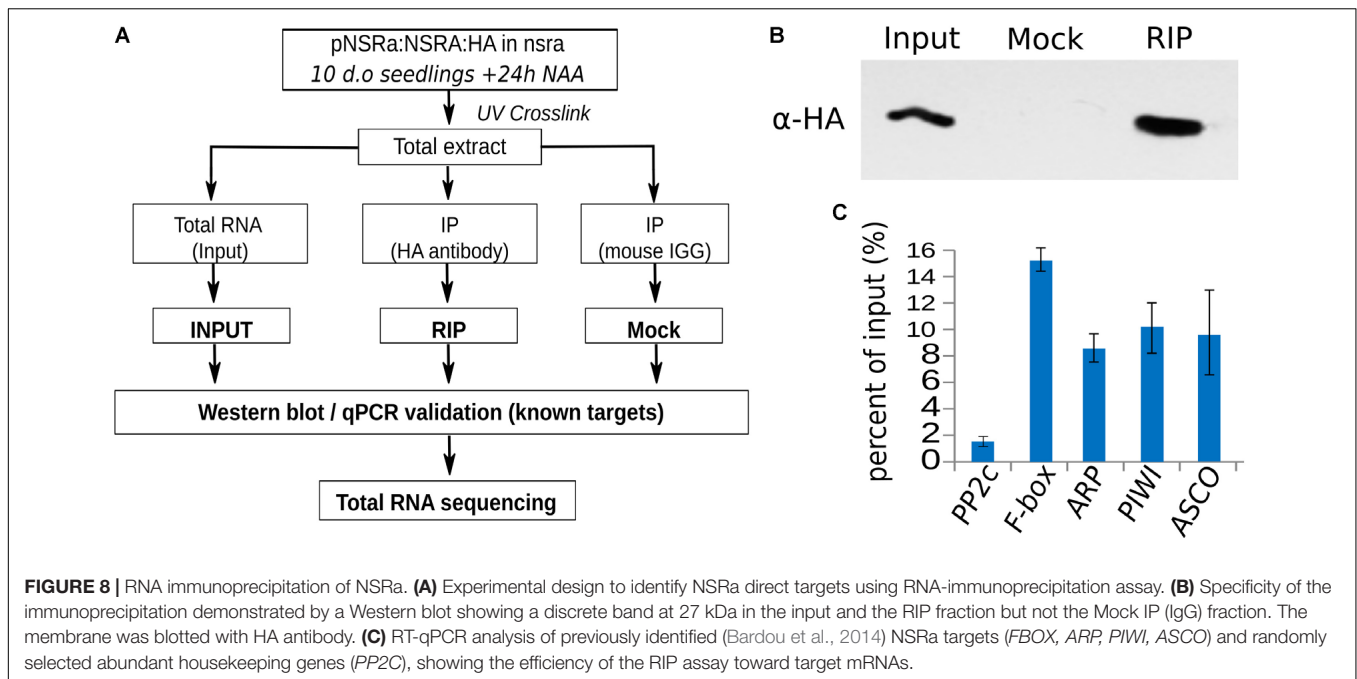 A
pNSRa:NSRA:HA in nsra
10 d.o seedlings +24h NAA
UV Crosslink
Total extract
Total RNA
(Input)
IP
(HA antibody)
IP
(mouse IGG)
INPUT
RIP
Mock
Western blot / qPCR validation (known targets)
Total RNA sequencing
B
Input Mock RIP
α-HA
C
percent of input (%)
16
14
12
10
8
6
4
2
0
PP2c
F-box
ARP
PIWI
ASCO
FIGURE 8 | RNA immunoprecipitation of NSRa. (A) Experimental design to identify NSRa direct targets using RNA-immunoprecipitation assay. (B) Specificity of the
immunoprecipitation demonstrated by a Western blot showing a discrete band at 27 kDa in the input and the RIP fraction but not the Mock IP (IgG) fraction. The
membrane was blotted with HA antibody. (C) RT-qPCR analysis of previously identified (Bardou et al., 2014) NSRa targets (FBOX, ARP, PIWI, ASCO) and randomly
selected abundant housekeeping genes (PP2C), showing the efficiency of the RIP assay toward target mRNAs.